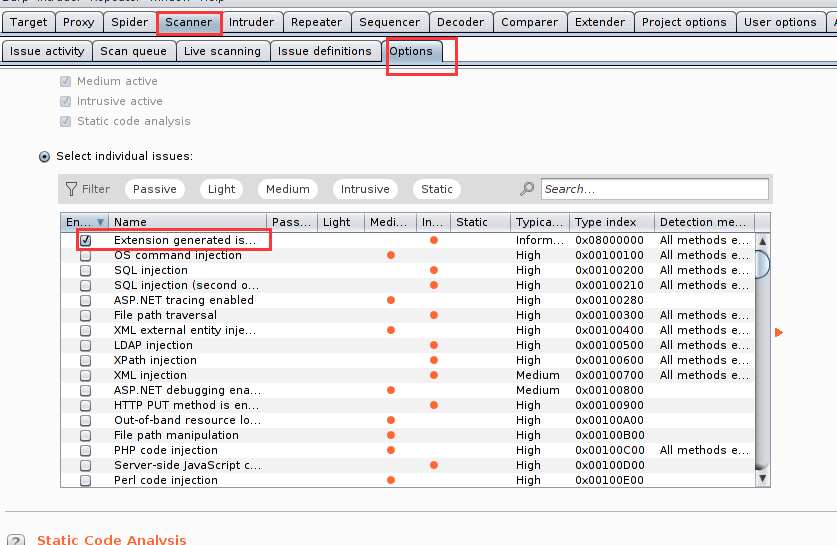 Target Proxy Spider Scanner Intruder Repeater Sequencer Decoder Comparer Extender Project options User options
Issue activity Scan queue Live scanning Issue definitions Options
Medium active
Intrusive active
Static code analysis
Select individual issues:
Filter Passive Light Medium Intrusive Static Search...
En... Name Pass... Light Medi... In... Static Typica... Type index Detection me...
Extension generated is... Inform... 0x08000000 All methods e...
OS command injection High 0x00100100 All methods e...
SQL injection High 0x00100200 All methods e...
SQL injection (second o... High 0x00100210 All methods e...
ASP.NET tracing enabled High 0x00100280
File path traversal High 0x00100300 All methods e...
XML external entity inje... High 0x00100400 All methods e...
LDAP injection High 0x00100500 All methods e...
XPath injection High 0x00100600 All methods e...
XML injection Medium 0x00100700 All methods e...
ASP.NET debugging ena... Medium 0x00100800
HTTP PUT method is en... High 0x00100900
Out-of-band resource lo... High 0x00100A00
File path manipulation High 0x00100B00
PHP code injection High 0x00100C00 All methods e...
Server-side JavaScript c... High 0x00100D00
Perl code injection High 0x00100E00
? Static Code Analysis